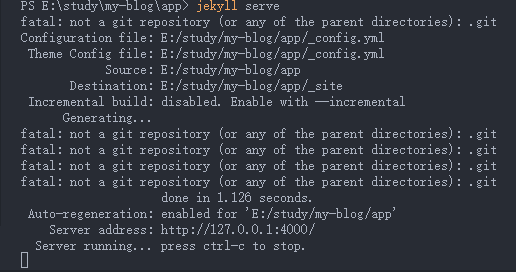 PS E:\study\my-blog\app> jekyll serve
fatal: not a git repository (or any of the parent directories): .git
Configuration file: E:/study/my-blog/app/_config.yml
Theme Config file: E:/study/my-blog/app/_config.yml
Source: E:/study/my-blog/app
Destination: E:/study/my-blog/app/_site
Incremental build: disabled. Enable with --incremental
Generating...
fatal: not a git repository (or any of the parent directories): .git
fatal: not a git repository (or any of the parent directories): .git
fatal: not a git repository (or any of the parent directories): .git
fatal: not a git repository (or any of the parent directories): .git
done in 1.126 seconds.
Auto-regeneration: enabled for 'E:/study/my-blog/app'
Server address: http://127.0.0.1:4000/
Server running... press ctrl-c to stop.